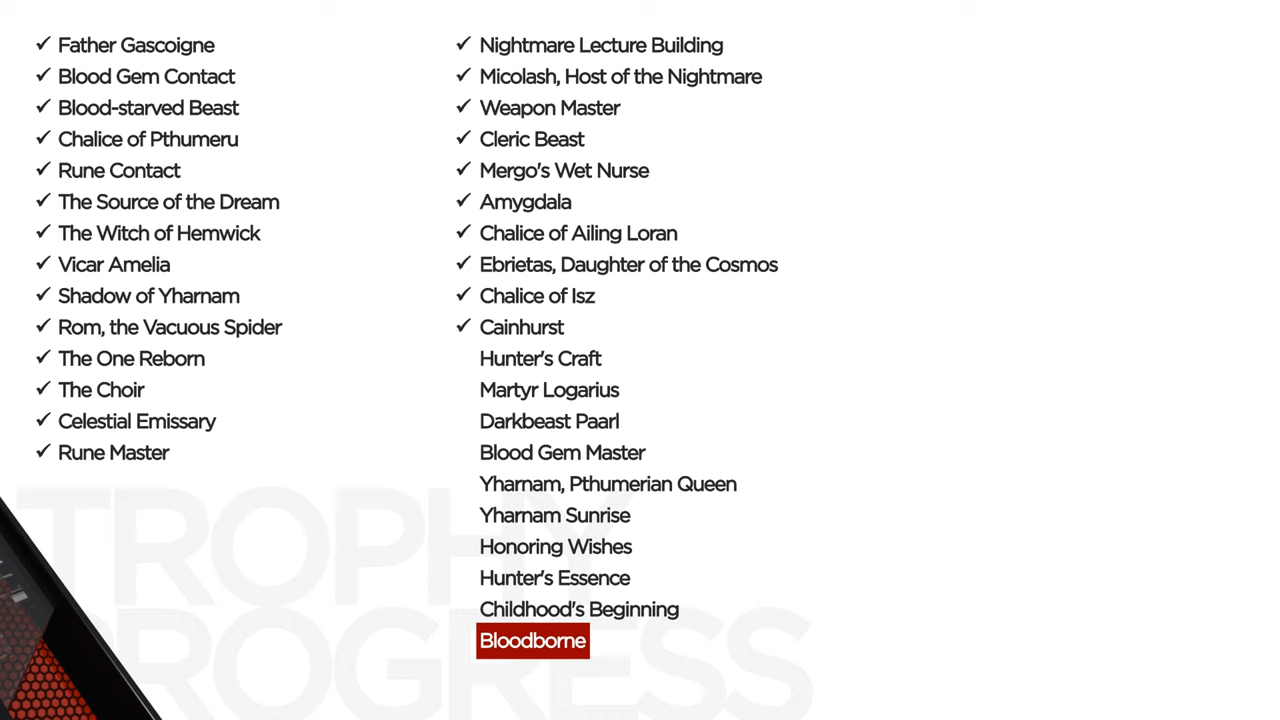 ✓ Father Gascoigne
✓ Blood Gem Contact
✓ Blood-starved Beast
✓ Chalice of Pthumeru
✓ Rune Contact
✓ The Source of the Dream
✓ The Witch of Hemwick
✓ Vicar Amelia
✓ Shadow of Yharnam
✓ Rom, the Vacuous Spider
✓ The One Reborn
✓ The Choir
✓ Celestial Emissary
✓ Rune Master
✓ Nightmare Lecture Building
✓ Micolash, Host of the Nightmare
✓ Weapon Master
✓ Cleric Beast
✓ Mergo's Wet Nurse
✓ Amygdala
✓ Chalice of Ailing Loran
✓ Ebrietas, Daughter of the Cosmos
✓ Chalice of Isz
✓ Cainhurst
Hunter's Craft
Martyr Logarius
Darkbeast Paarl
Blood Gem Master
Yharnam, Pthumerian Queen
Yharnam Sunrise
Honoring Wishes
Hunter's Essence
Childhood's Beginning
Bloodborne
TROPHY
PROGRESS